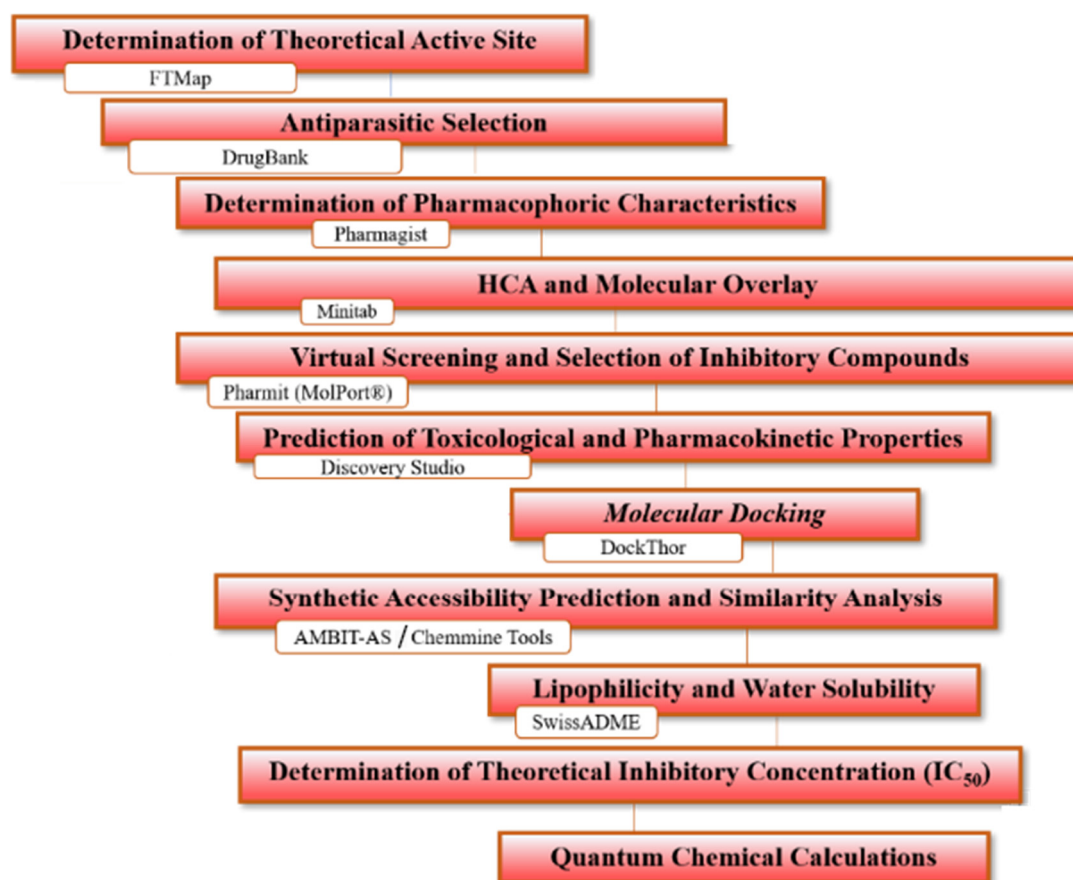 Determination of Theoretical Active Site
FTMap
Antiparasitic Selection
DrugBank
Determination of Pharmacophoric Characteristics
Pharmagist
HCA and Molecular Overlay
Minitab
Virtual Screening and Selection of Inhibitory Compounds
Pharmit (MolPort®)
Prediction of Toxicological and Pharmacokinetic Properties
Discovery Studio
Molecular Docking
DockThor
Synthetic Accessibility Prediction and Similarity Analysis
AMBIT-AS / Chemmine Tools
Lipophilicity and Water Solubility
SwissADME
Determination of Theoretical Inhibitory Concentration (IC₅₀)
Quantum Chemical Calculations